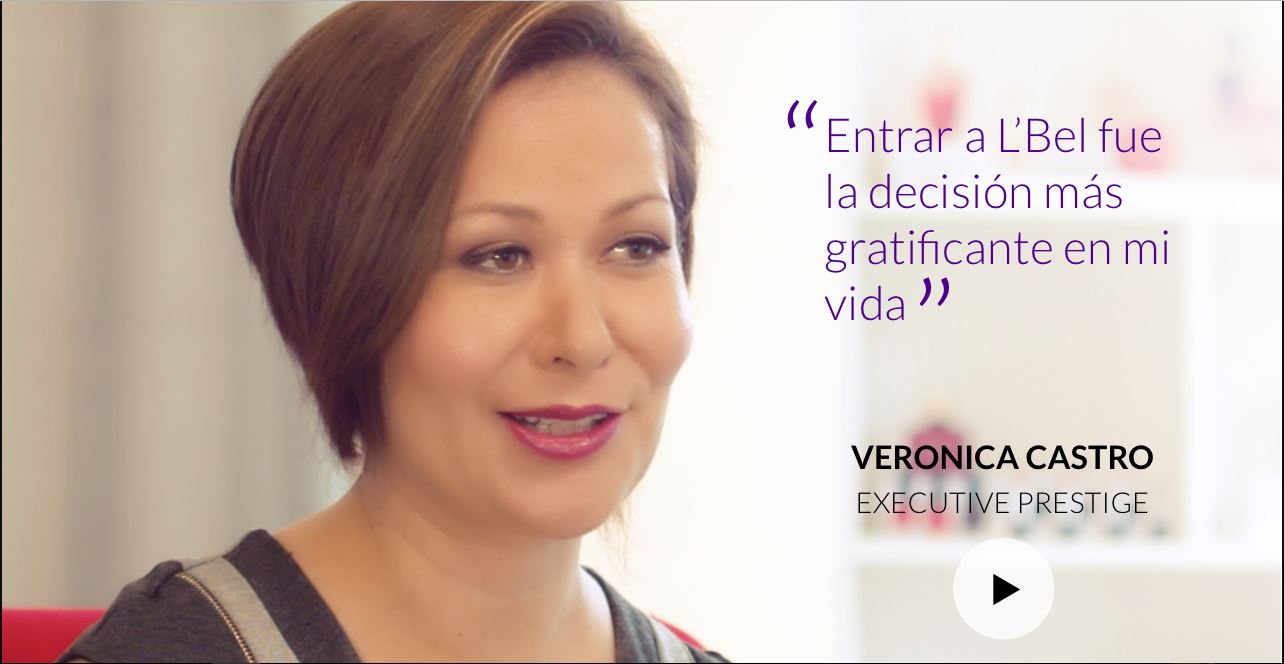 “Entrar a L’Bel fue
la decisión más
gratificante en mi
vida”
VERONICA CASTRO
EXECUTIVE PRESTIGE